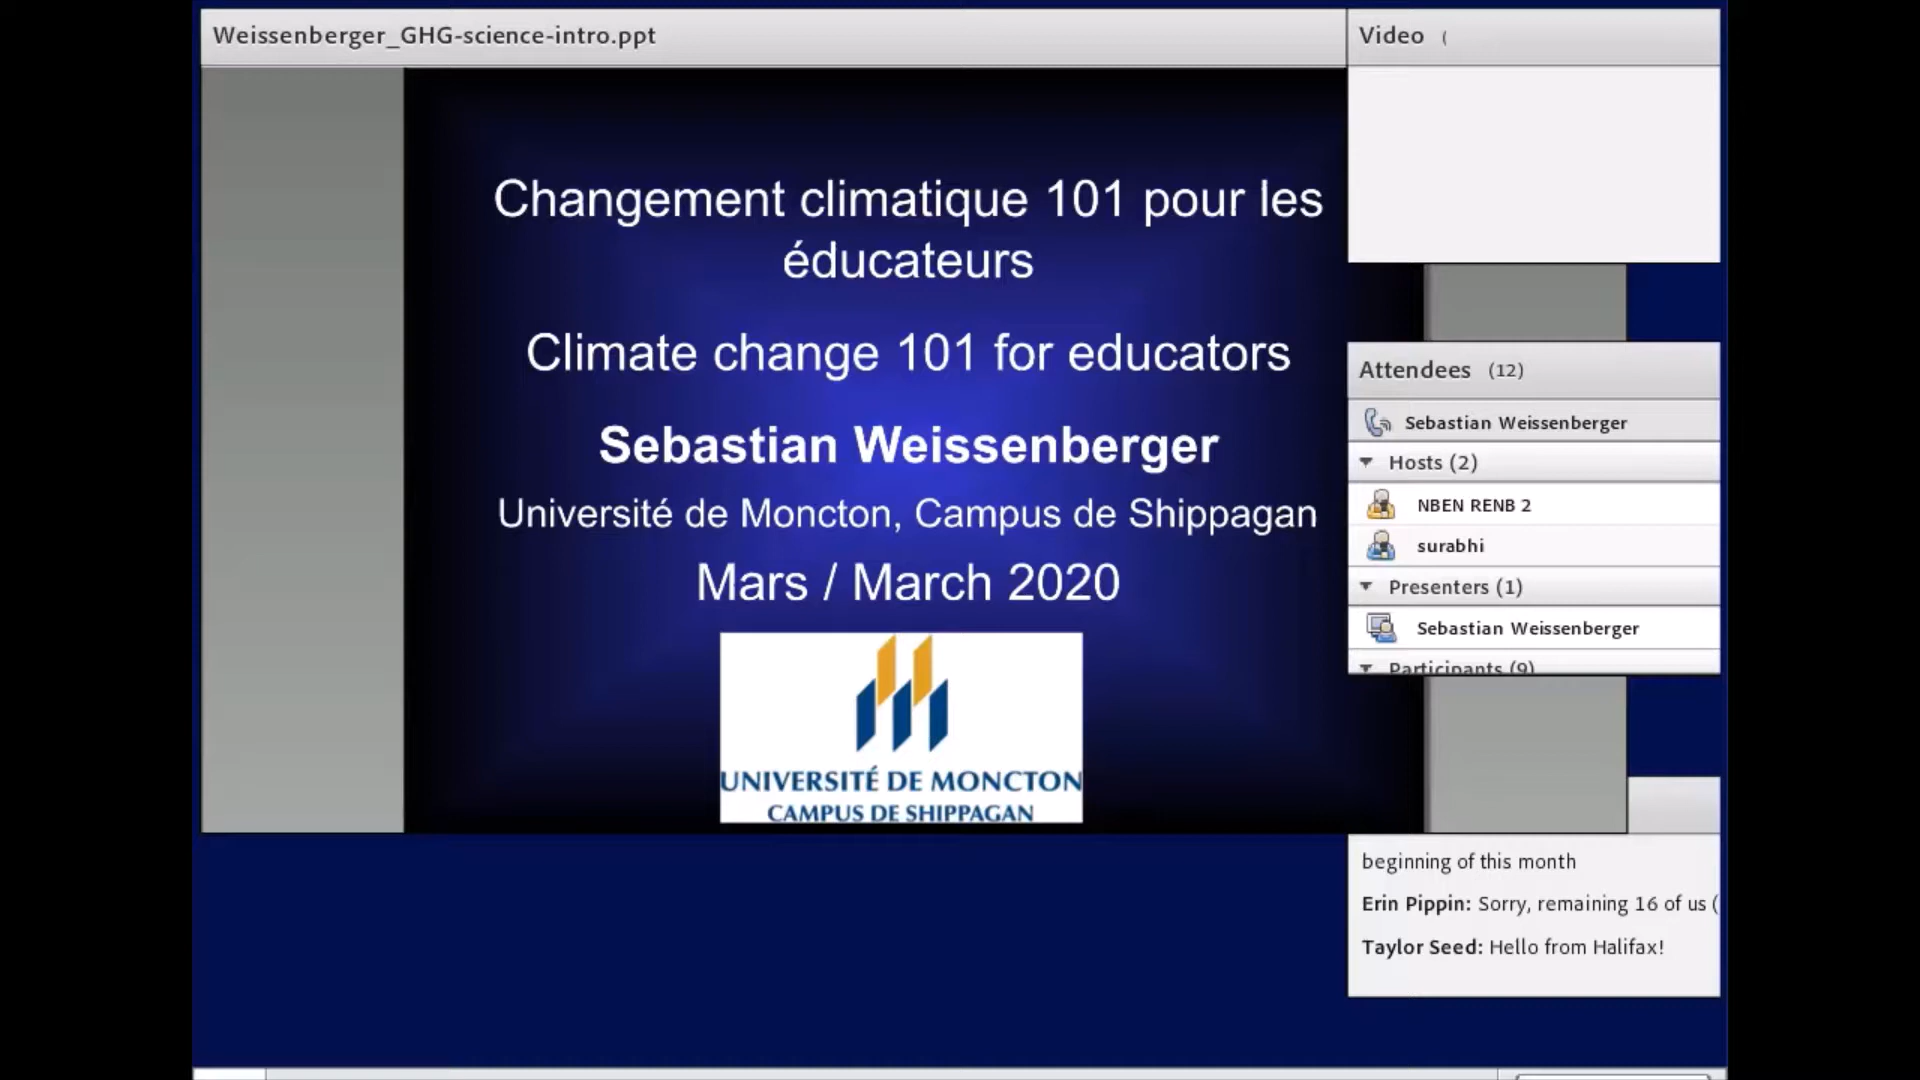 Weissenberger_GHG-science-intro.ppt
Changement climatique 101 pour les
éducateurs
Climate change 101 for educators
Sebastian Weissenberger
Université de Moncton, Campus de Shippagan
Mars / March 2020
UNIVERSITÉ DE MONCTON
CAMPUS DE SHIPPAGAN
Video (
Attendees (12)
Sebastian Weissenberger
Hosts (2)
NBEN RENB 2
surabhi
Presenters (1)
Sebastian Weissenberger
Participants (9)
beginning of this month
Erin Pippin: Sorry, remaining 16 of us (
Taylor Seed: Hello from Halifax!